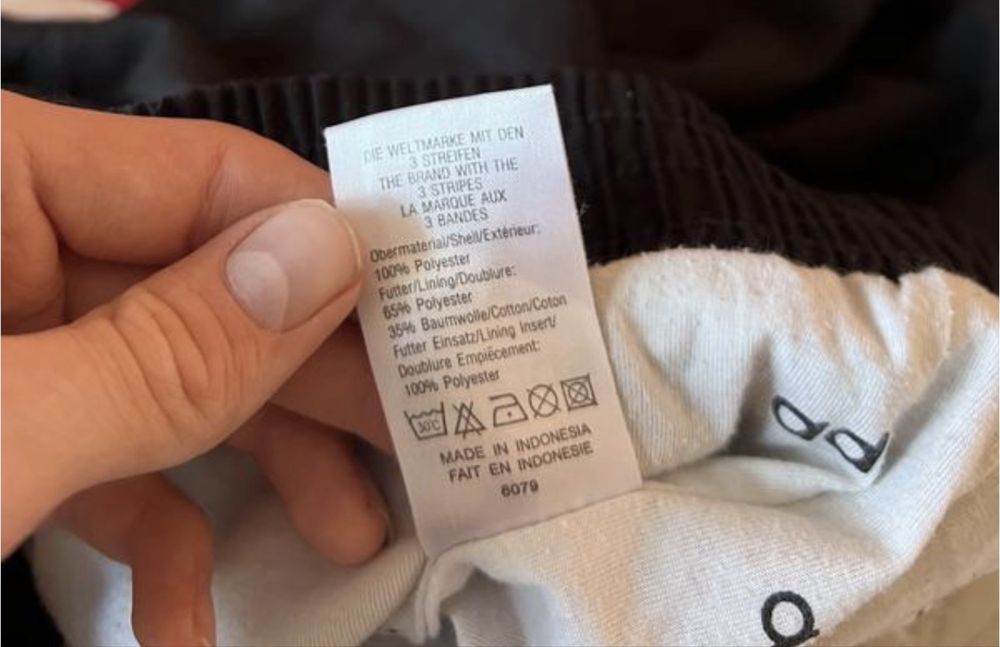 DIE WELTMARKE MIT DEN
3 STREIFEN
THE BRAND WITH THE
3 STRIPES
LA MARQUE AUX
3 BANDES
Obermaterial/Shell/Extérieur:
100% Polyester
Futter/Lining/Doublure:
65% Polyester
35% Baumwolle/Cotton/Coton
Futter Einsatz/Lining Insert/
Doublure Empiècement:
100% Polyester
30°C
MADE IN INDONESIA
FAIT EN INDONESIE
6079